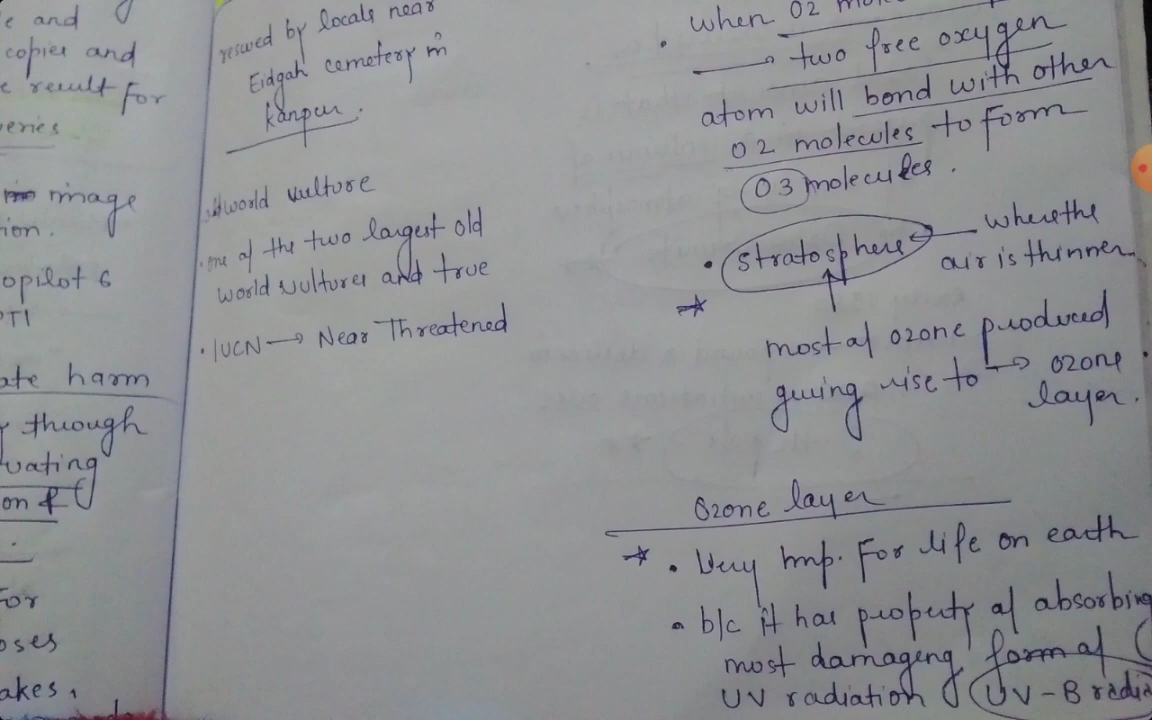 e and
copies and
e result for
eries
image
ion.
opilot 6
PTI
ate harm
y through
vating
on &
For
oses
akes,
rescued by locals near
Eidgah cemetery in
Kanpur.
world vulture
. one of the two largest old
world vultures and true
. IUCN → Near Threatened
. when O2
→ two free oxygen
atom will bond with other
O2 molecules to form
O3 molecules.
• Stratosphere ← where the
air is thinner
most of ozone produced
giving rise to → ozone
layer.
Ozone layer
• Very Imp. For life on earth
• b/c it has property of absorbing
most damaging form of (
UV radiation (UV-B radia